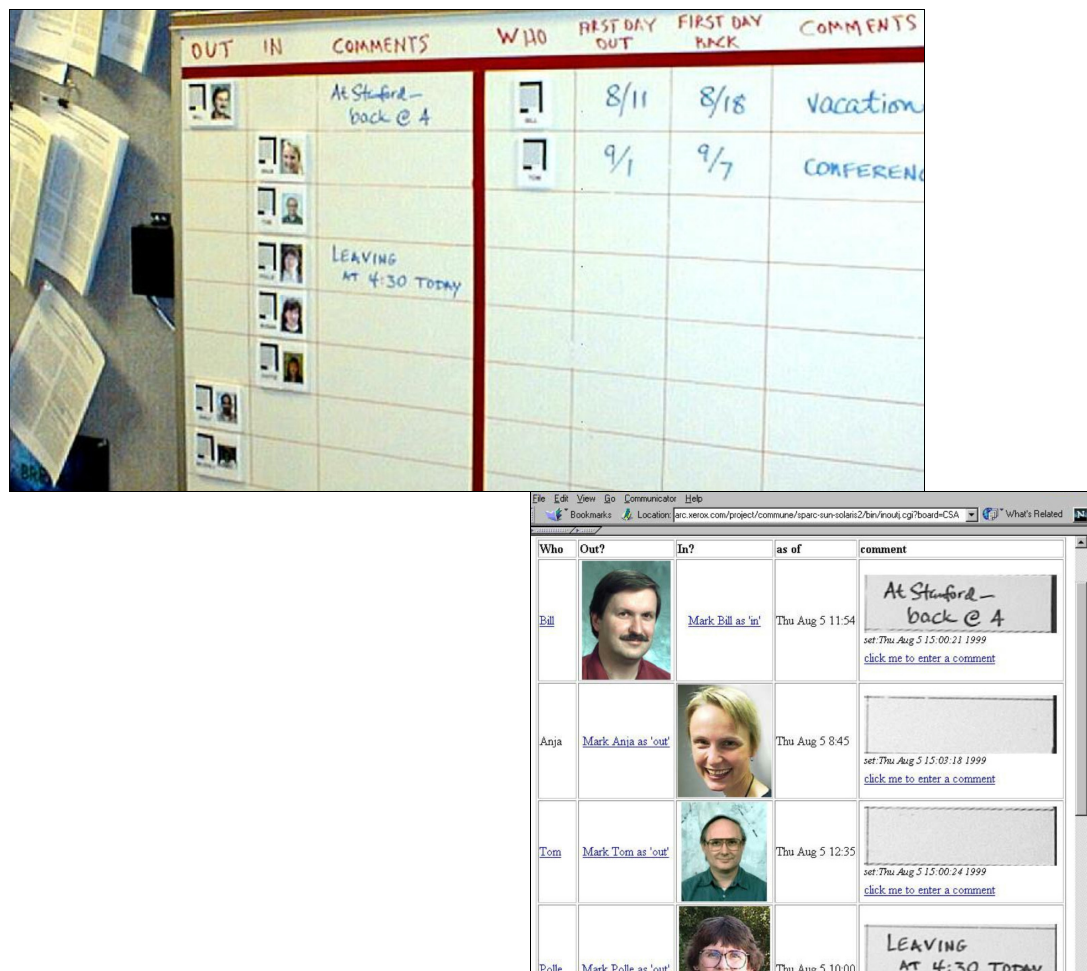 OUT IN COMMENTS WHO FIRST DAY OUT FIRST DAY BACK COMMENTS
At Stanford—
back @ 4
BILL 8/11 8/18 vacation
TOM 9/1 9/7 CONFERENC
LEAVING
AT 4:30 TODAY
File Edit View Go Communicator Help
Bookmarks Location: arc.xerox.com/project/commune/sparc-sun-solaris2/bin/inoutj.cgi?board=CSA What's Related
Who Out? In? as of comment
At Stanford—
back @ 4
Bill Mark Bill as 'in' Thu Aug 5 11:54
set:Thu Aug 5 15:00:21 1999
click me to enter a comment
Anja Mark Anja as 'out' Thu Aug 5 8:45
set:Thu Aug 5 15:03:18 1999
click me to enter a comment
Tom Mark Tom as 'out' Thu Aug 5 12:35
set:Thu Aug 5 15:00:24 1999
click me to enter a comment
LEAVING
AT 4:30 TODAY
Polle Mark Polle as 'out' Thu Aug 5 10:00